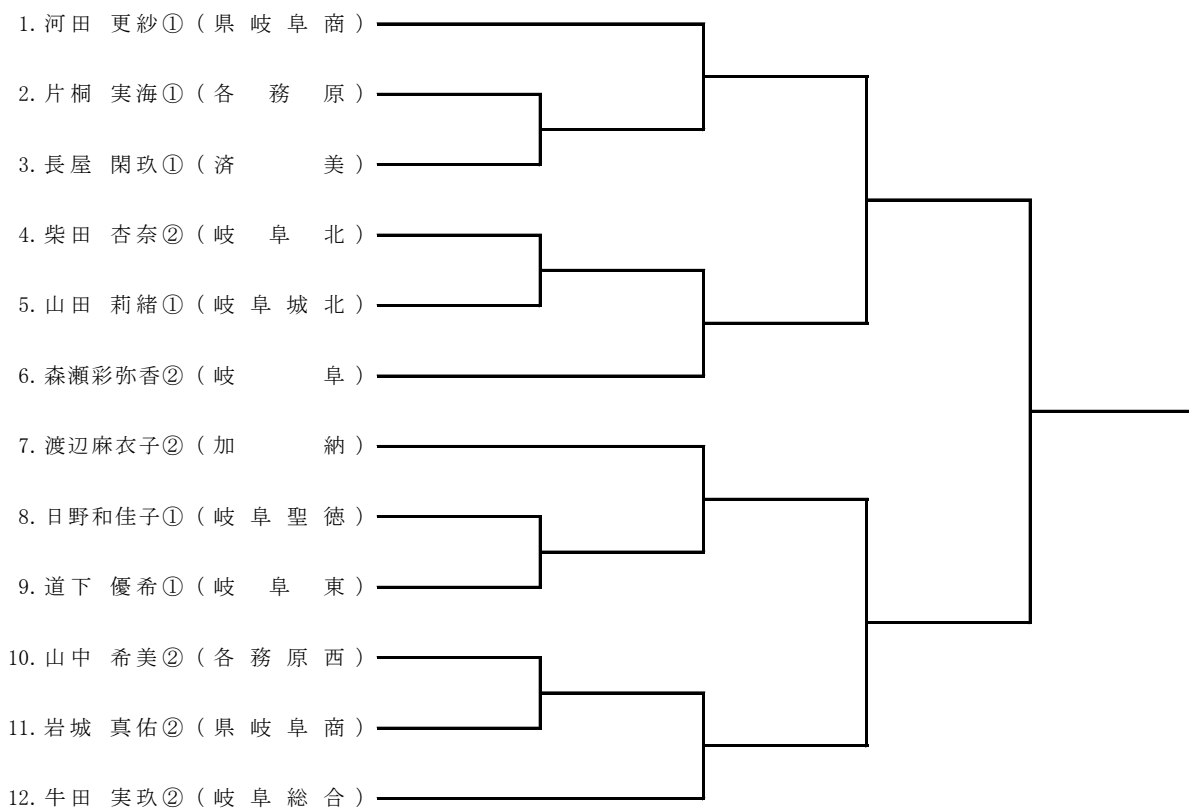 1. 河田 更紗① (県岐阜商)
2. 片桐 実海① (各務原)
3. 長屋 閑玖① (済美)
4. 柴田 杏奈② (岐阜北)
5. 山田 莉緒① (岐阜城北)
6. 森瀬彩弥香② (岐阜)
7. 渡辺麻衣子② (加納)
8. 日野和佳子① (岐阜聖徳)
9. 道下 優希① (岐阜東)
10. 山中 希美② (各務原西)
11. 岩城 真佑② (県岐阜商)
12. 牛田 実玖② (岐阜総合)